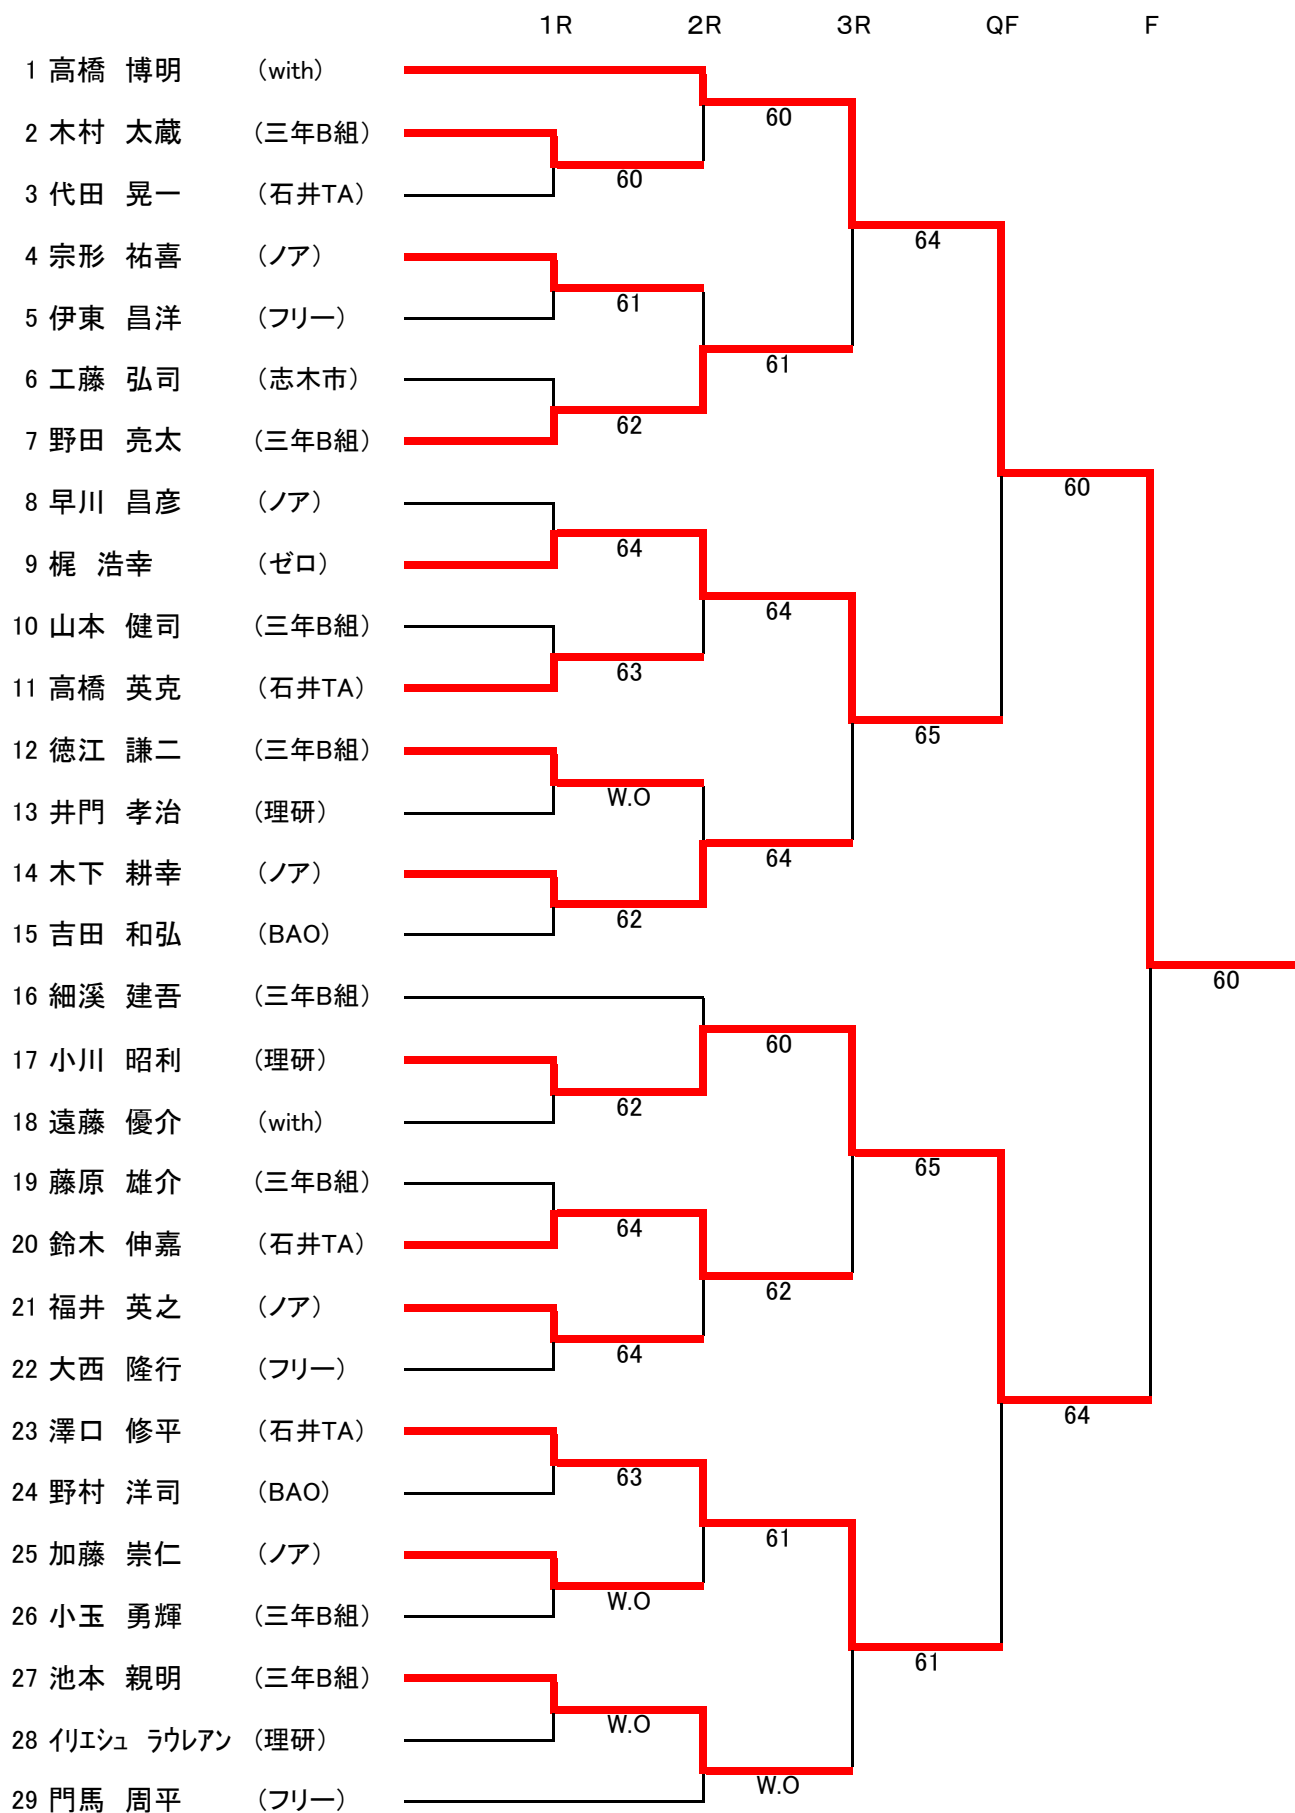 1R 2R 3R QF F
1 高橋 博明 (with)
60
2 木村 太蔵 (三年B組)
60
3 代田 晃一 (石井TA)
64
4 宗形 祐喜 (ノア)
61
5 伊東 昌洋 (フリー)
61
6 工藤 弘司 (志木市)
62
7 野田 亮太 (三年B組)
60
8 早川 昌彦 (ノア)
64
9 梶 浩幸 (ゼロ)
64
10 山本 健司 (三年B組)
63
11 高橋 英克 (石井TA)
65
12 徳江 謙二 (三年B組)
W.O
13 井門 孝治 (理研)
64
14 木下 耕幸 (ノア)
62
15 吉田 和弘 (BAO)
60
16 細溪 建吾 (三年B組)
60
17 小川 昭利 (理研)
62
18 遠藤 優介 (with)
65
19 藤原 雄介 (三年B組)
64
20 鈴木 伸嘉 (石井TA)
62
21 福井 英之 (ノア)
64
22 大西 隆行 (フリー)
64
23 澤口 修平 (石井TA)
63
24 野村 洋司 (BAO)
61
25 加藤 崇仁 (ノア)
W.O
26 小玉 勇輝 (三年B組)
61
27 池本 親明 (三年B組)
W.O
28 イリエシュ ラウレアン (理研)
W.O
29 門馬 周平 (フリー)